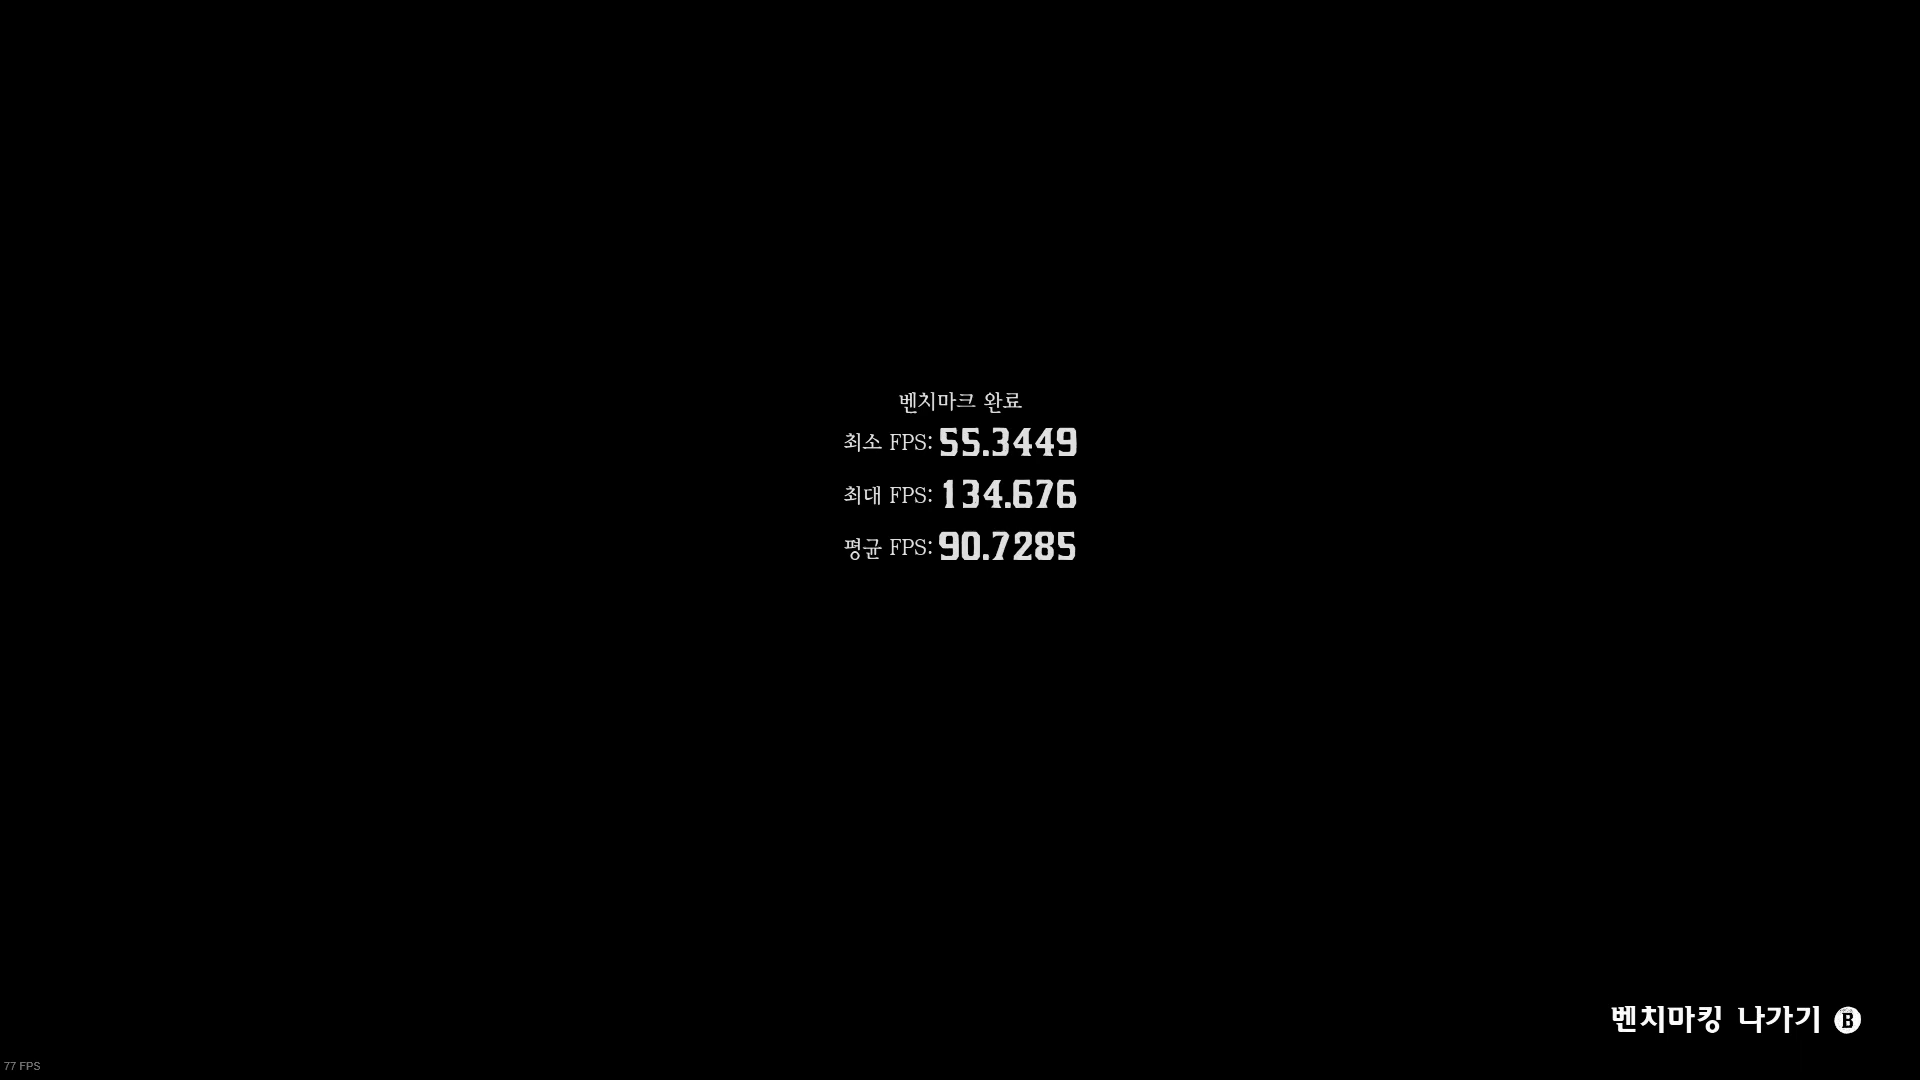 벤치마크 완료
최소 FPS: 55.3449
최대 FPS: 134.676
평균 FPS: 90.7285
벤치마킹 나가기 B
77 FPS